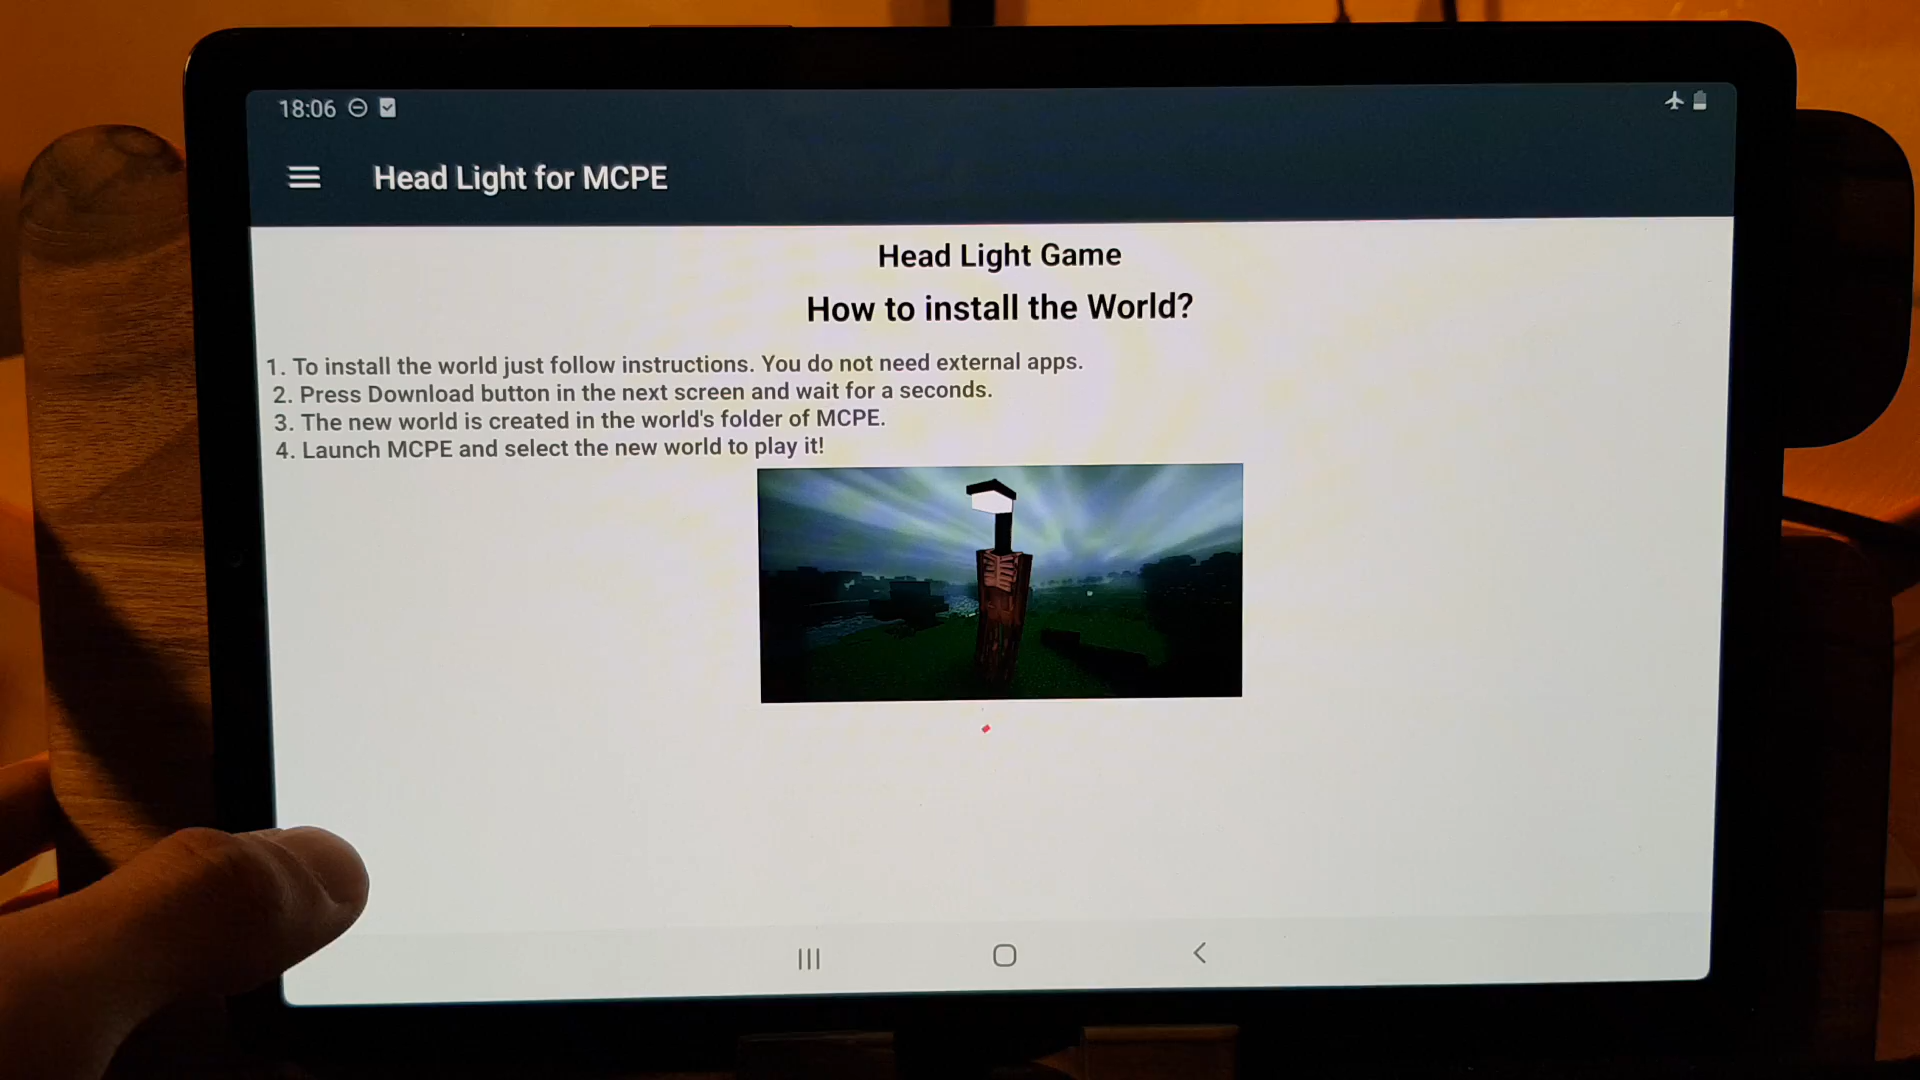 18:06
Head Light for MCPE
Head Light Game
How to install the World?
1. To install the world just follow instructions. You do not need external apps.
2. Press Download button in the next screen and wait for a seconds.
3. The new world is created in the world's folder of MCPE.
4. Launch MCPE and select the new world to play it!